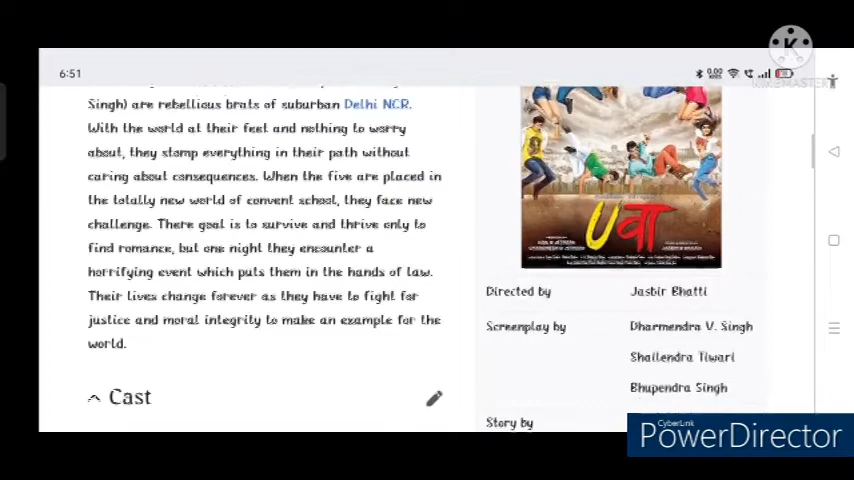 6:51
KINEMASTER
Singh) are rebellious brats of suburban Delhi NCR.
With the world at their feet and nothing to worry
about, they stomp everything in their path without
caring about consequences. When the five are placed in
the totally new world of convent school, they face new
challenge. There goal is to survive and thrive only to
find romance, but one night they encounter a
horrifying event which puts them in the hands of law.
Their lives change forever as they have to fight for
justice and moral integrity to make an example for the
world.
Cast
Uवा
Directed by Jasbir Bhatti
Screenplay by Dharmendra V. Singh
Shailendra Tiwari
Bhupendra Singh
Story by
CyberLink
PowerDirector